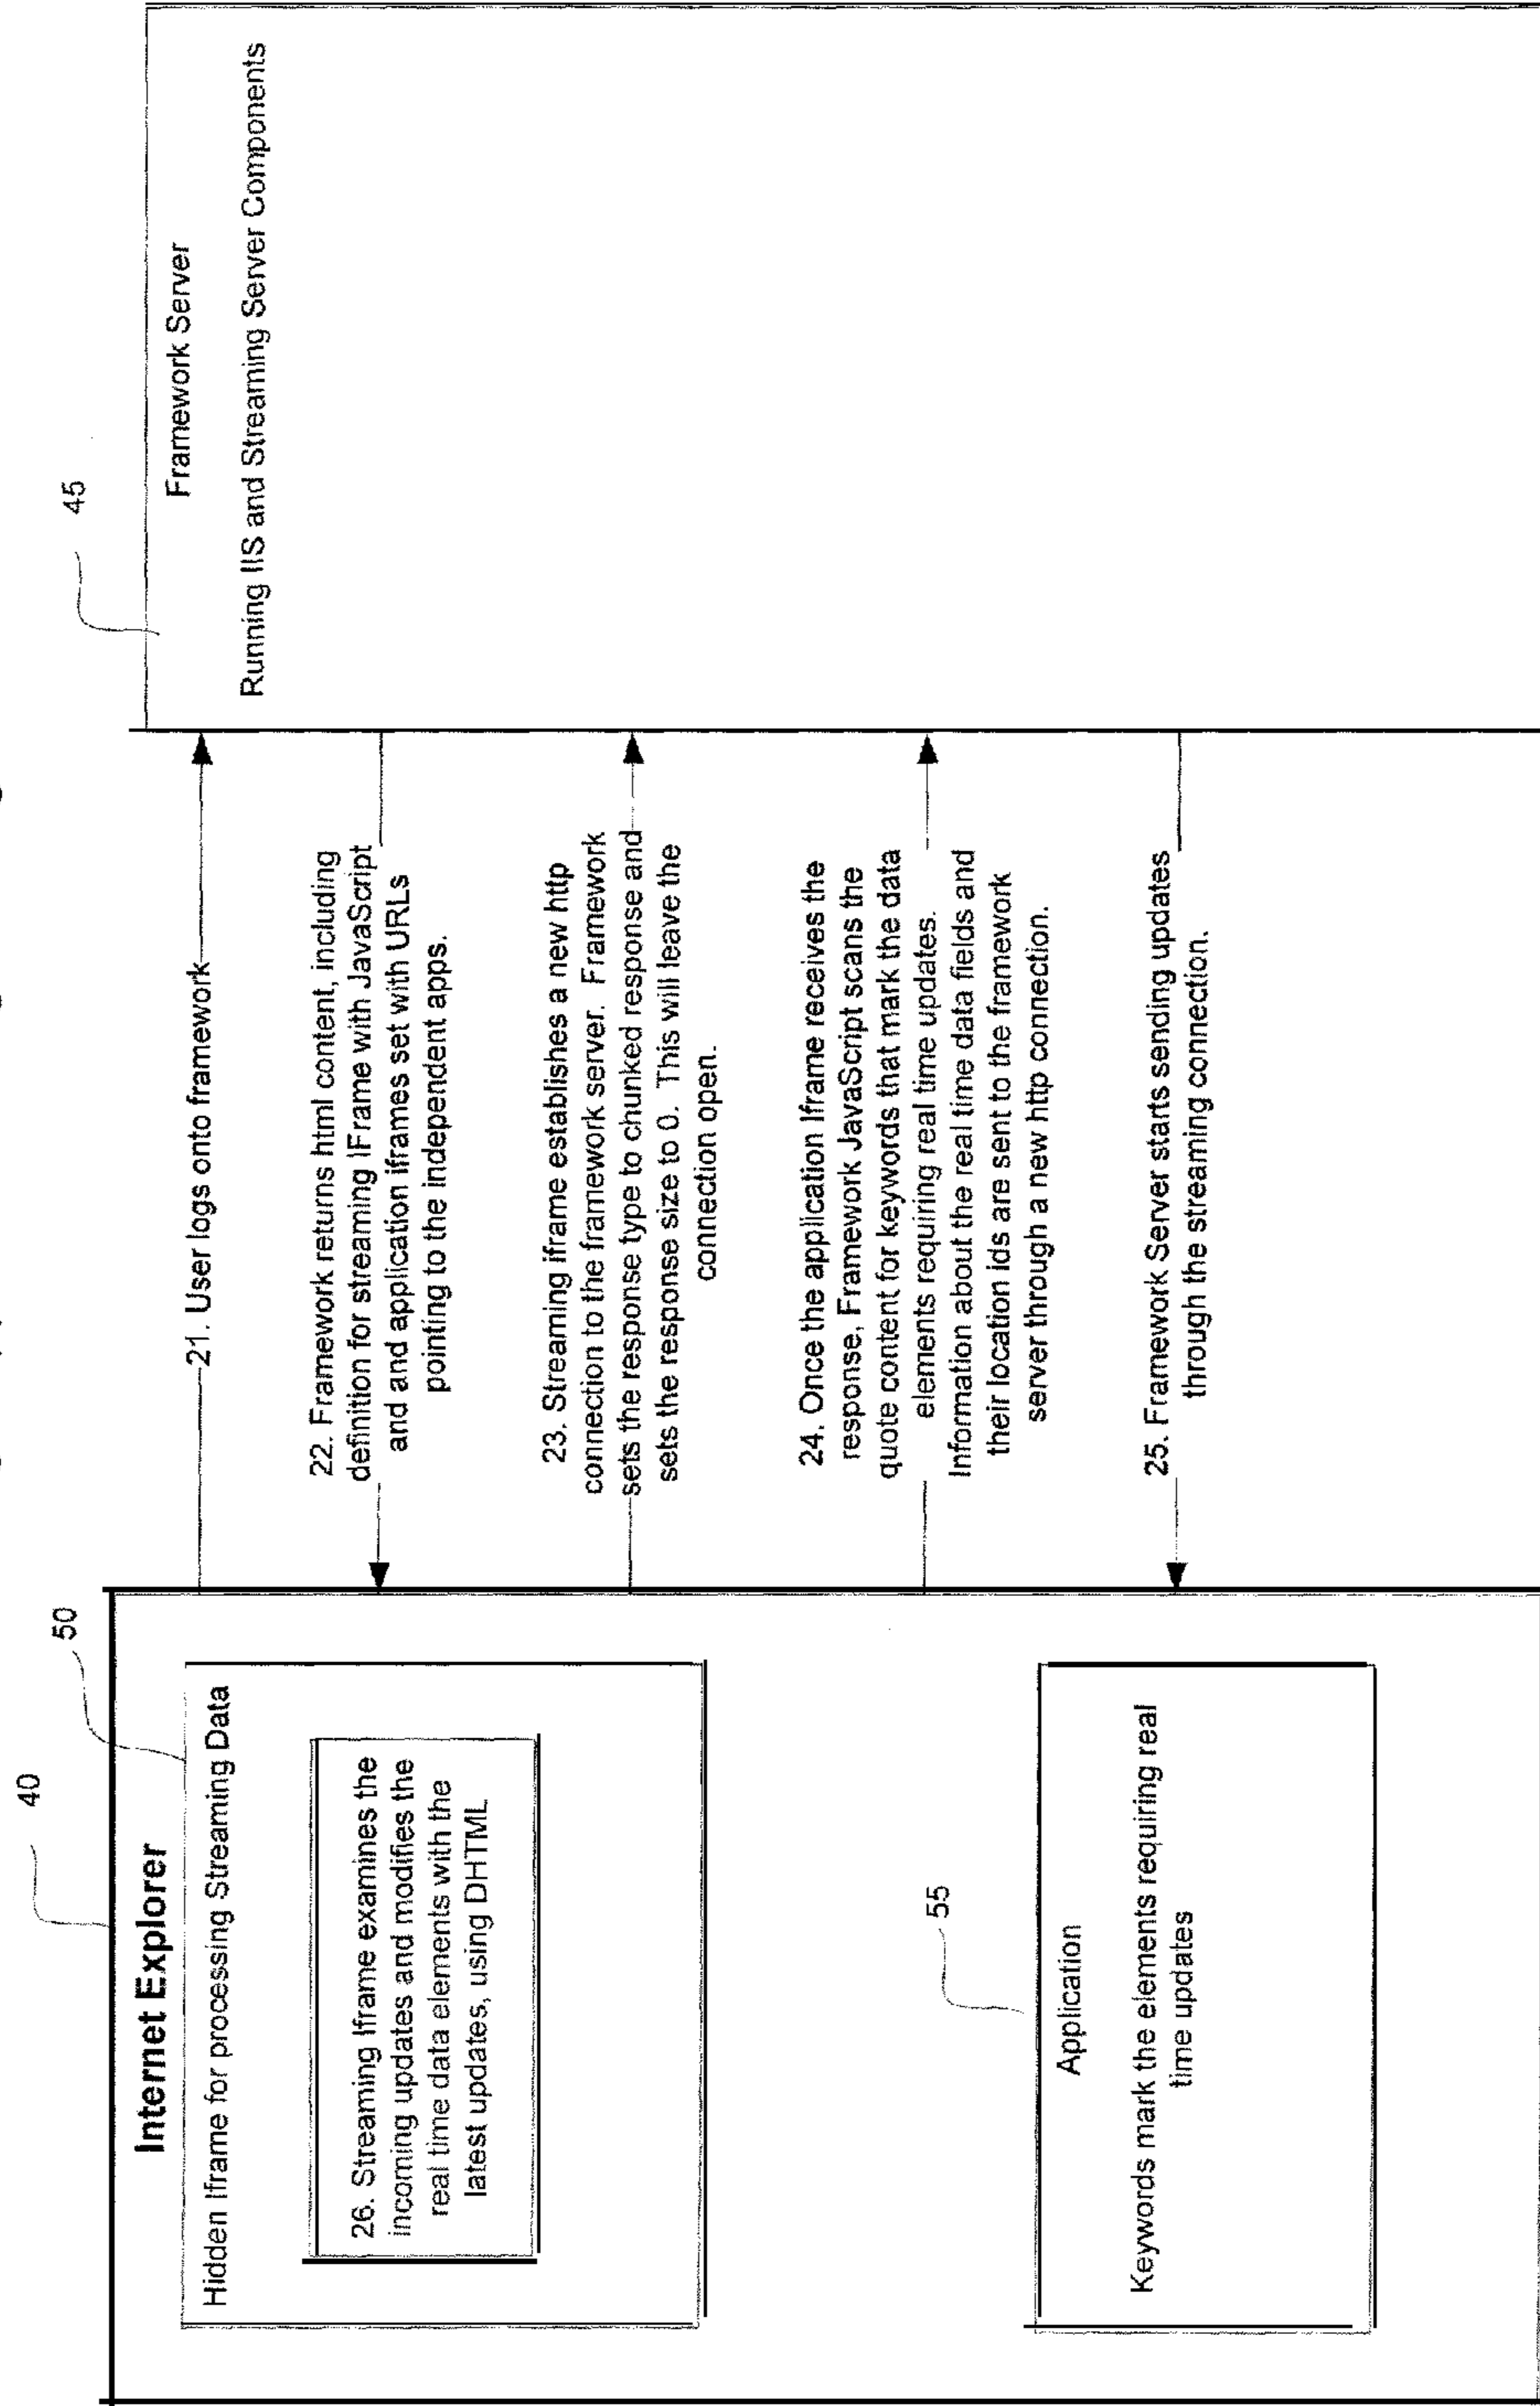 40
50
Internet Explorer
Hidden Iframe for processing Streaming Data
26. Streaming Iframe examines the
incoming updates and modifies the
real time data elements with the
latest updates, using DHTML
55
Application
Keywords mark the elements requiring real
time updates
21. User logs onto framework
22. Framework returns html content, including
definition for streaming IFrame with JavaScript
and and application iframes set with URLs
pointing to the independent apps.
23. Streaming iframe establishes a new http
connection to the framework server. Framework
sets the response type to chunked response and
sets the response size to 0. This will leave the
connection open.
24. Once the application Iframe receives the
response, Framework JavaScript scans the
quote content for keywords that mark the data
elements requiring real time updates.
Information about the real time data fields and
their location ids are sent to the framework
server through a new http connection.
25. Framework Server starts sending updates
through the streaming connection.
45
Framework Server
Running IIS and Streaming Server Components